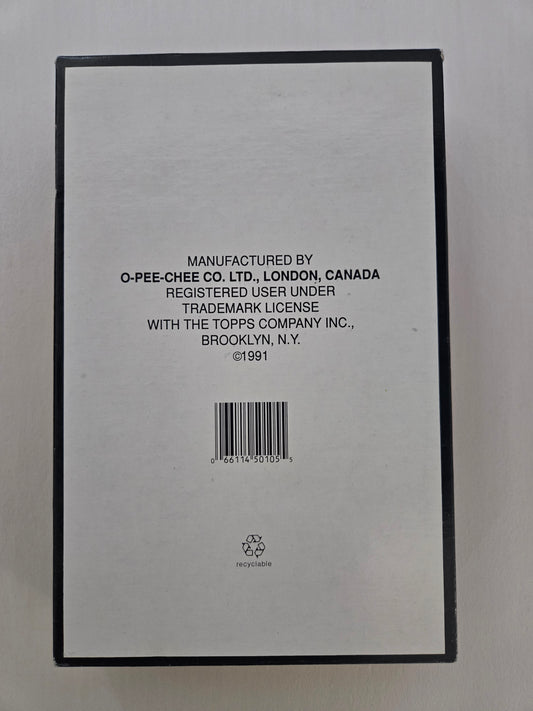 MANUFACTURED BY
O-PEE-CHEE CO. LTD., LONDON, CANADA
REGISTERED USER UNDER
TRADEMARK LICENSE
WITH THE TOPPS COMPANY INC.,
BROOKLYN, N.Y.
©1991
0 66114 50105 5
recyclable